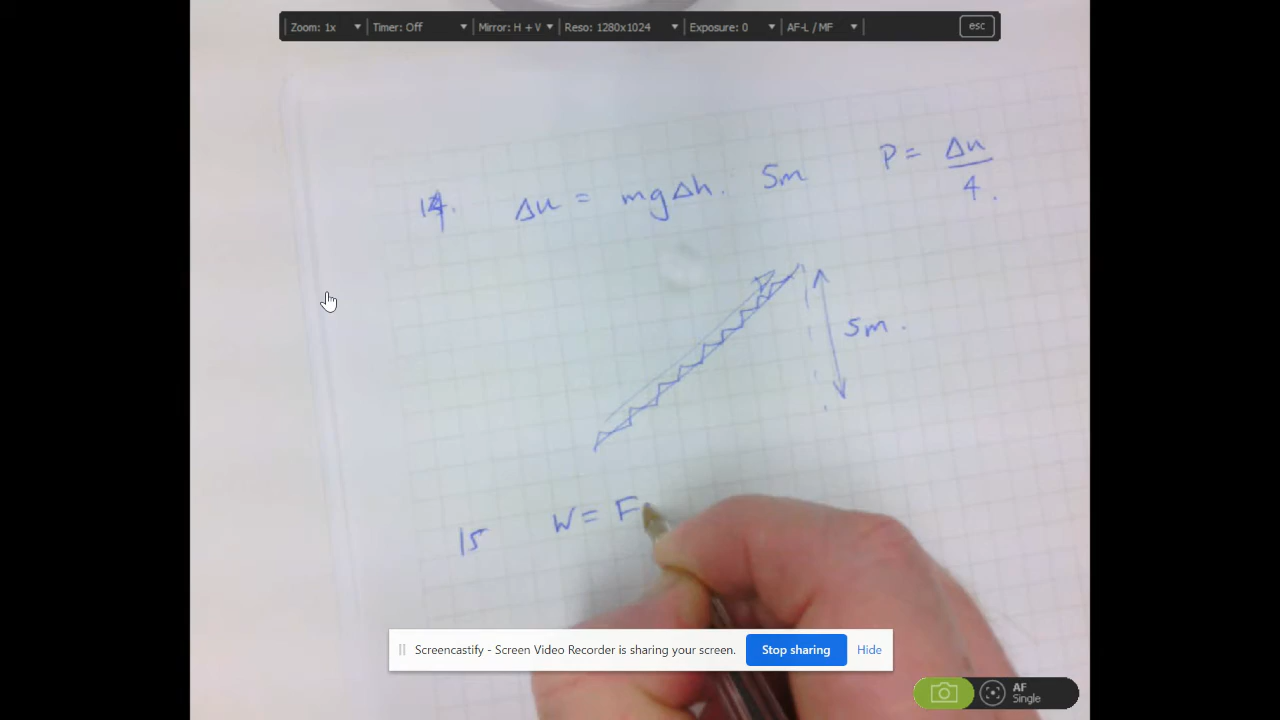 Zoom: 1x Timer: Off Mirror: H + V Reso: 1280x1024 Exposure: 0 AF-L / MF esc
14. Δu = mgΔh. 5m P = Δu/4.
5m.
15 W = F
Screencastify - Screen Video Recorder is sharing your screen. Stop sharing Hide
AF
Single